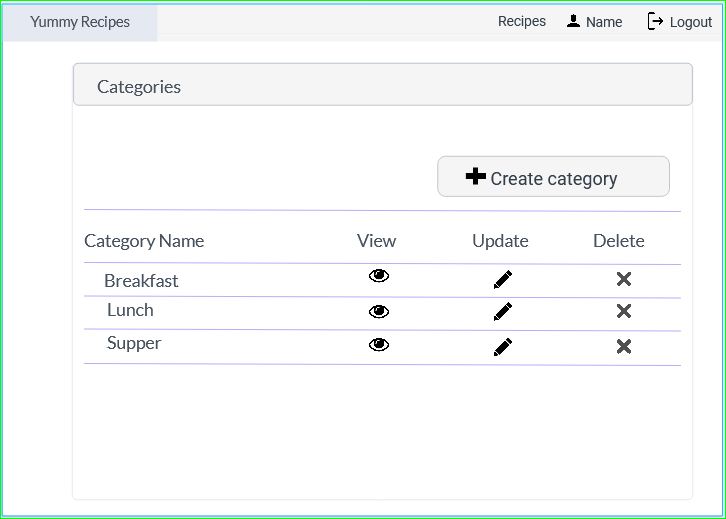 Yummy Recipes Recipes Name Logout
Categories
Create category
Category Name View Update Delete
Breakfast
Lunch
Supper